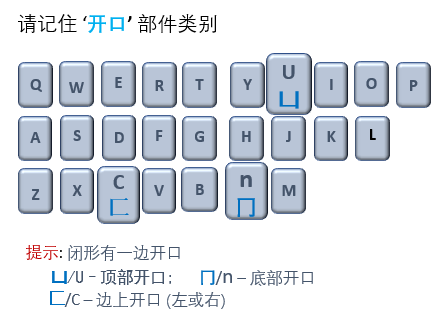 请记住 ‘开口’ 部件类别
Q W E R T Y U I O P
凵
A S D F G H J K L
Z X C V B n M
匚 冂
提示: 闭形有一边开口
凵/U – 顶部开口; 冂/n – 底部开口
匚/C – 边上开口 (左或右)